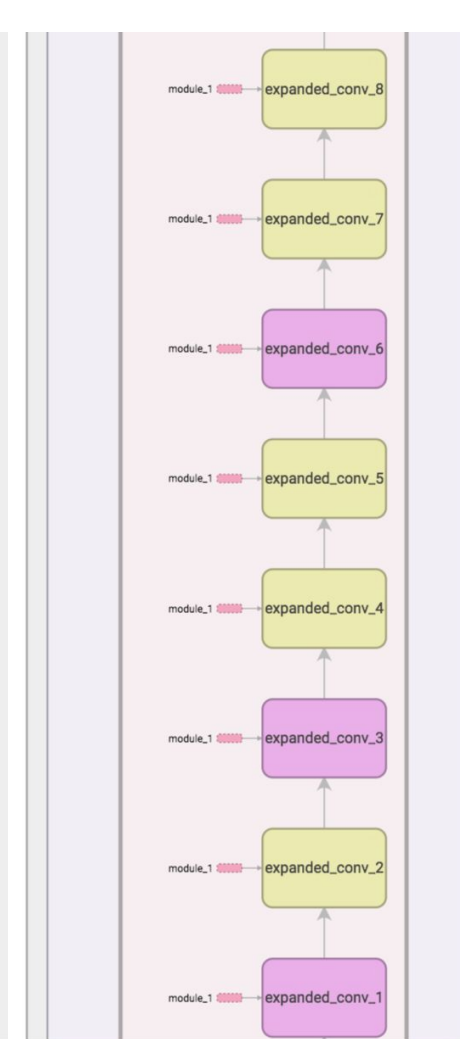 module_1 expanded_conv_8
module_1 expanded_conv_7
module_1 expanded_conv_6
module_1 expanded_conv_5
module_1 expanded_conv_4
module_1 expanded_conv_3
module_1 expanded_conv_2
module_1 expanded_conv_1